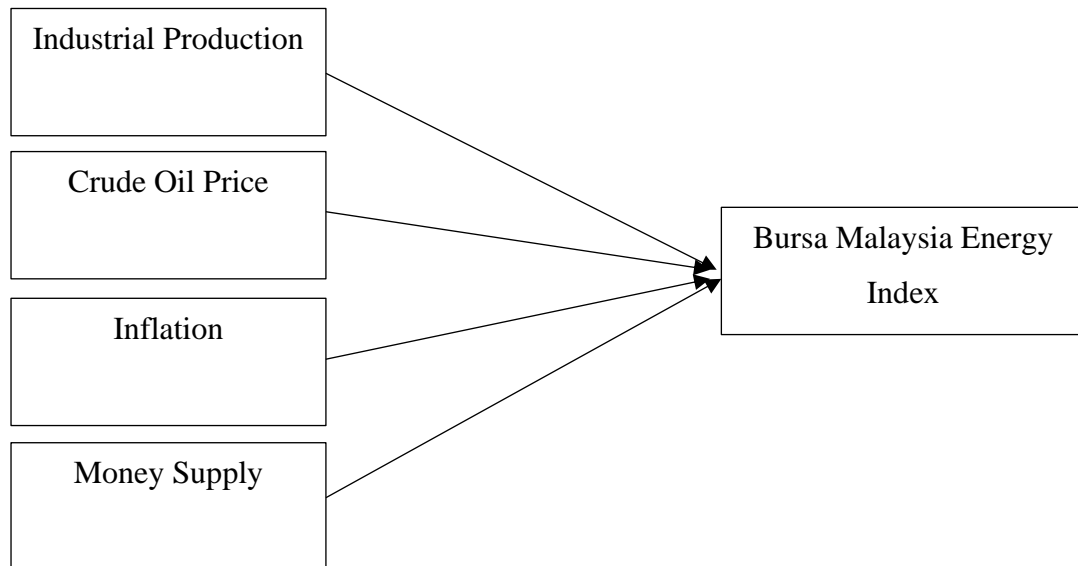 Industrial Production
Crude Oil Price
Inflation
Money Supply
Bursa Malaysia Energy
Index